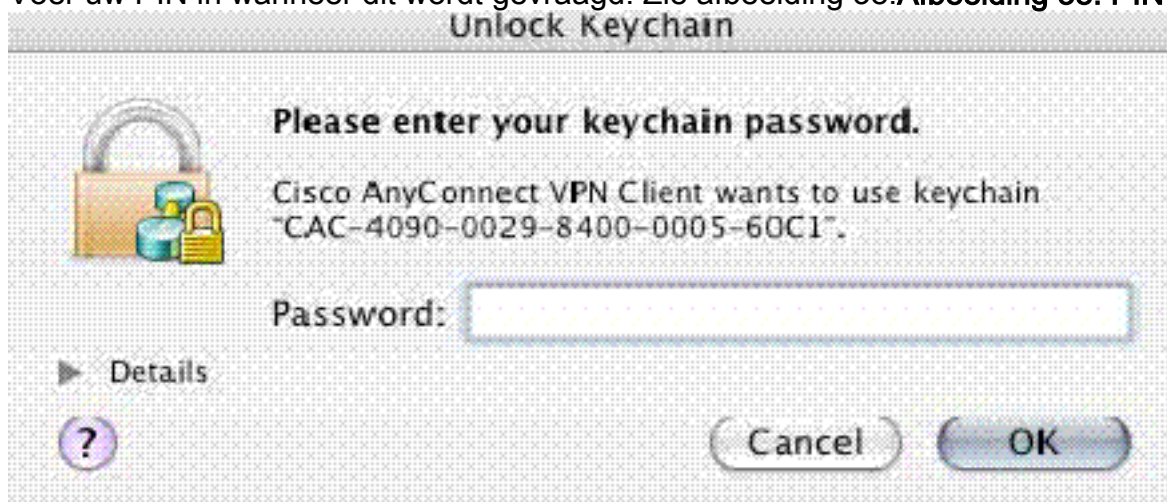 Voer uw PIN in wanneer dit wordt gevraagd. Zie afbeelding PIN
Unlock Keychain
Please enter your keychain password.
Cisco AnyConnect VPN Client wants to use keychain
"CAC-4090-0029-8400-0005-60C1".
Password:
Details
?
Cancel OK